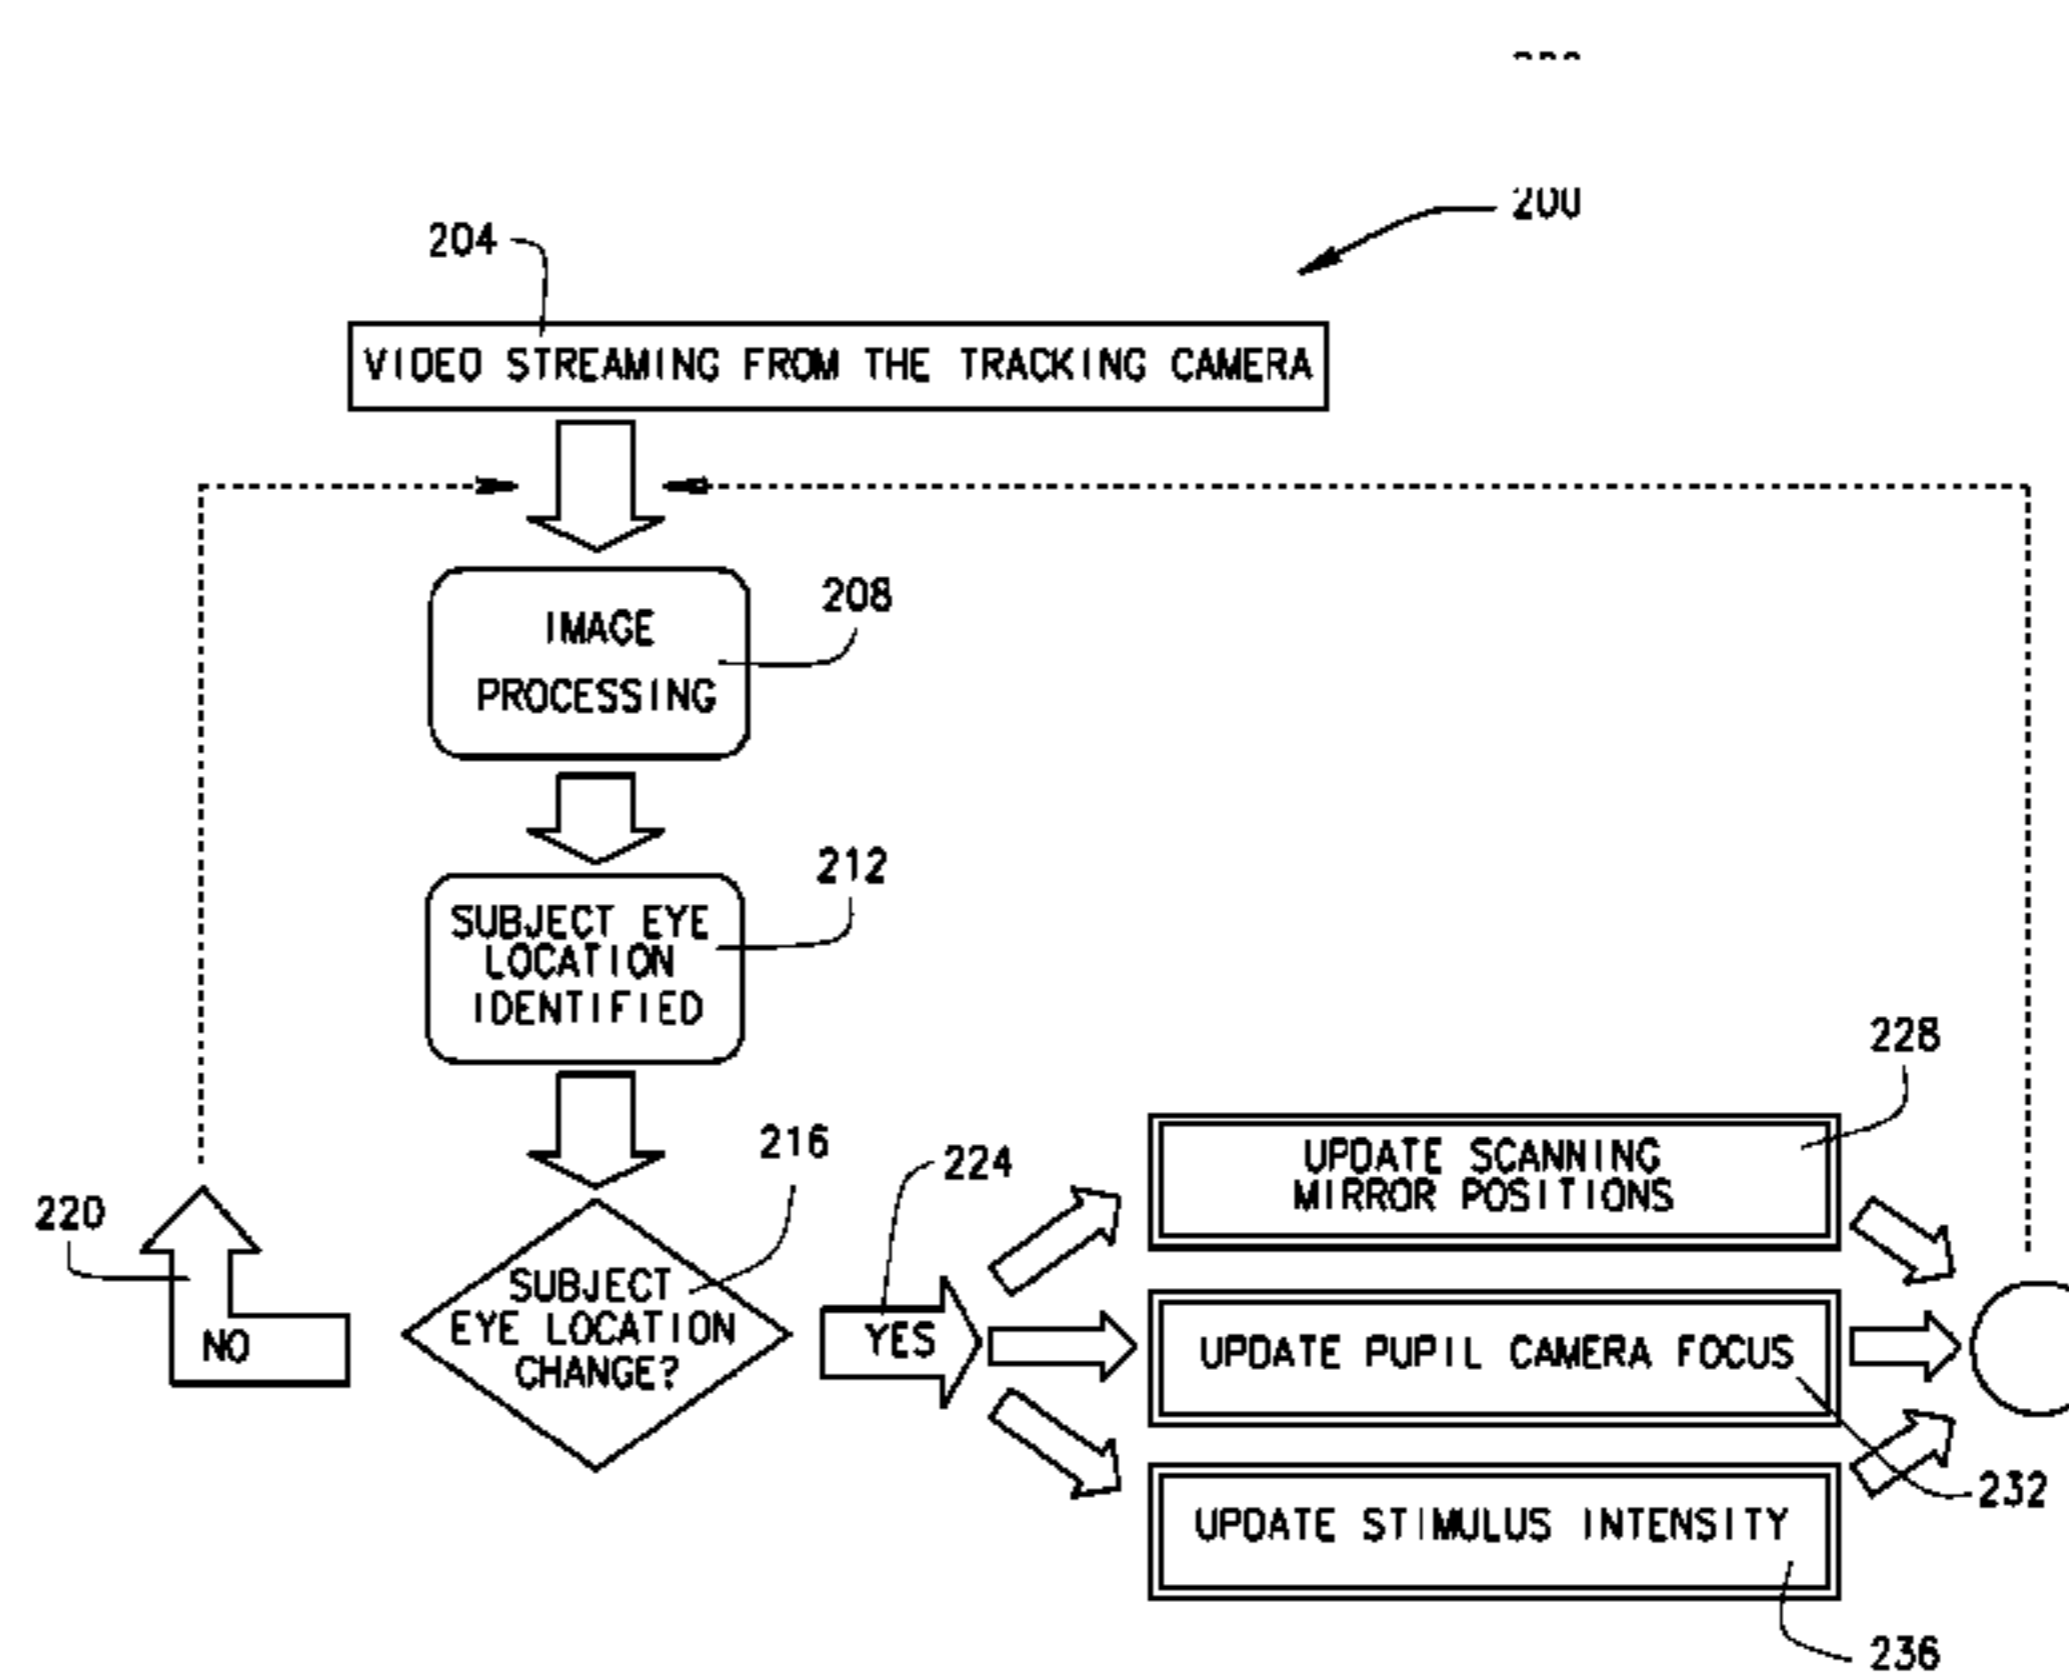 200
204
VIDEO STREAMING FROM THE TRACKING CAMERA
208
IMAGE
PROCESSING
212
SUBJECT EYE
LOCATION
IDENTIFIED
216
SUBJECT
EYE LOCATION
CHANGE?
220
NO
224
YES
228
UPDATE SCANNING
MIRROR POSITIONS
UPDATE PUPIL CAMERA FOCUS
232
UPDATE STIMULUS INTENSITY
236